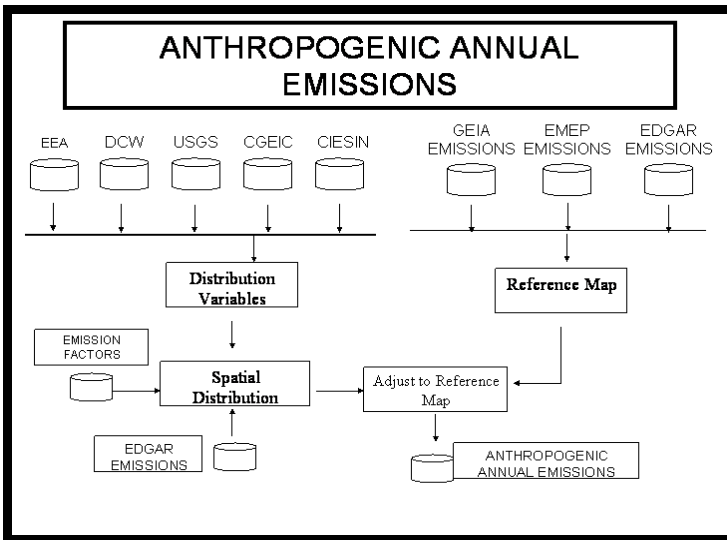 ANTHROPOGENIC ANNUAL
EMISSIONS
EEA
DCW
USGS
CGEIC
CIESIN
GEIA
EMISSIONS
EMEP
EMISSIONS
EDGAR
EMISSIONS
Distribution
Variables
Reference Map
EMISSION
FACTORS
Spatial
Distribution
Adjust to Reference
Map
EDGAR
EMISSIONS
ANTHROPOGENIC
ANNUAL EMISSIONS